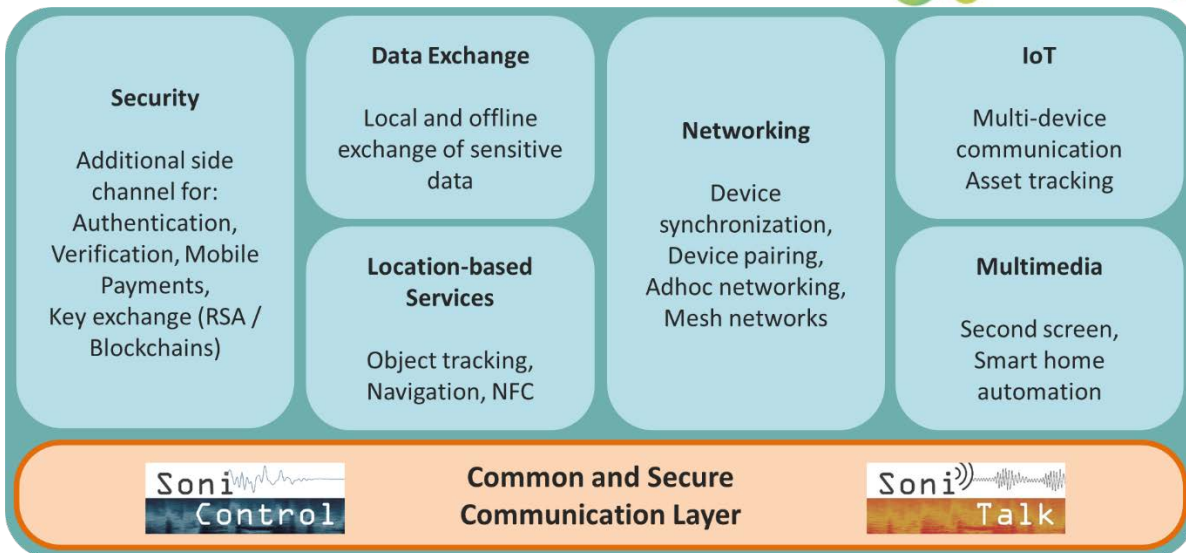 Security
Additional side
channel for:
Authentication,
Verification, Mobile
Payments,
Key exchange (RSA /
Blockchains)
Data Exchange
Local and offline
exchange of sensitive
data
Location-based
Services
Object tracking,
Navigation, NFC
Networking
Device
synchronization,
Device pairing,
Adhoc networking,
Mesh networks
IoT
Multi-device
communication
Asset tracking
Multimedia
Second screen,
Smart home
automation
Soni
Control
Common and Secure
Communication Layer
Soni
Talk